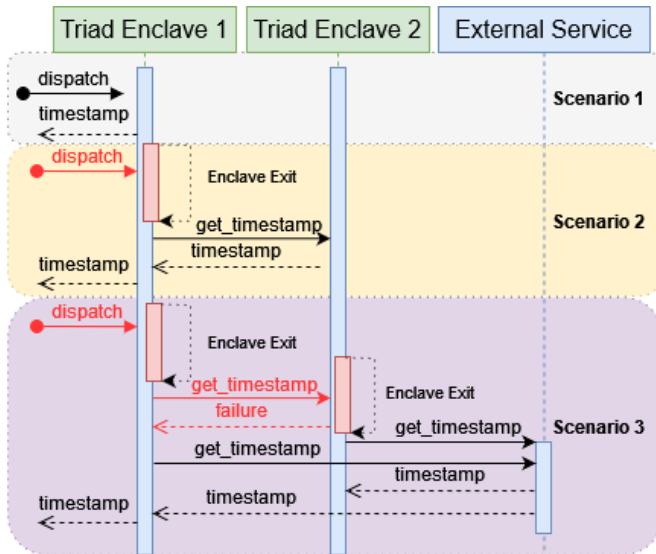 Triad Enclave 1
Triad Enclave 2
External Service
dispatch
Scenario 1
timestamp
dispatch
Enclave Exit
get_timestamp
Scenario 2
timestamp
timestamp
dispatch
Enclave Exit
get_timestamp
Enclave Exit
failure
get_timestamp
Scenario 3
get_timestamp
timestamp
timestamp
timestamp